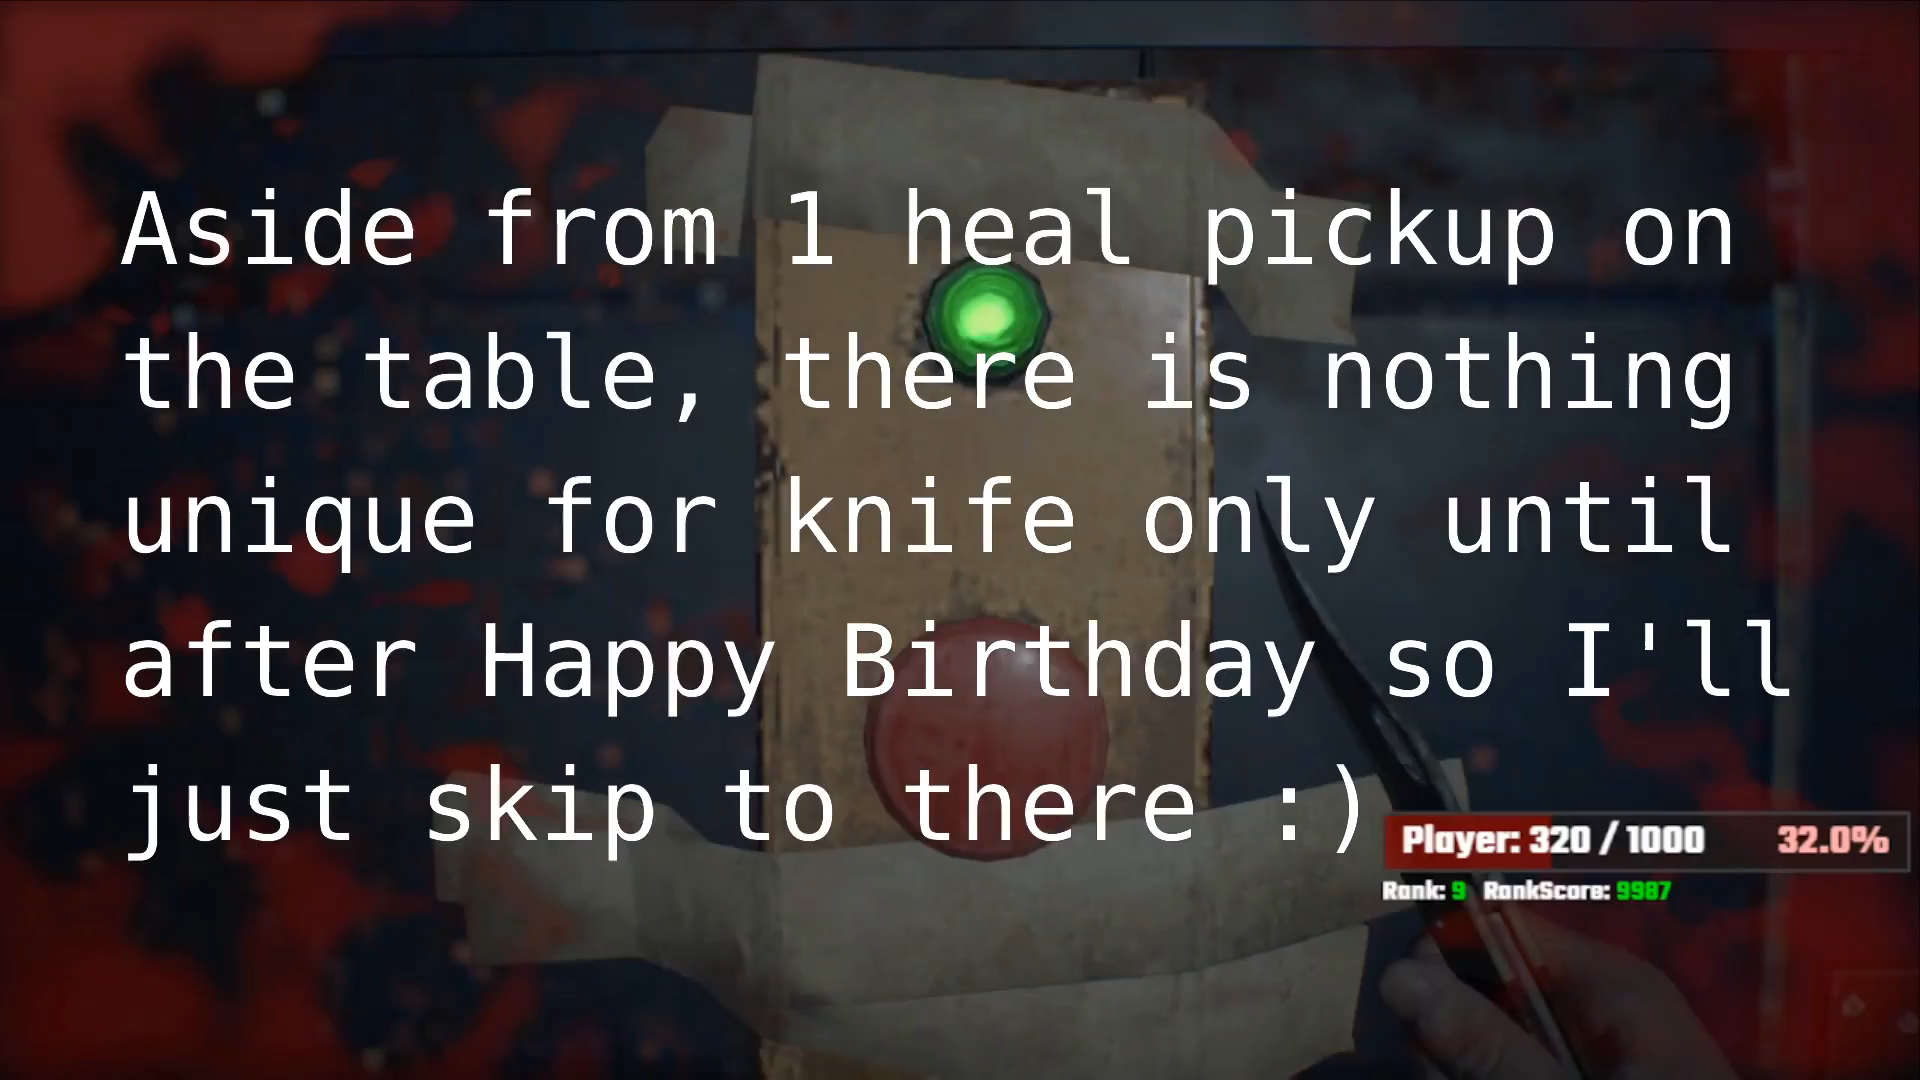 Aside from 1 heal pickup on
the table, there is nothing
unique for knife only until
after Happy Birthday so I'll
just skip to there :)
Player: 320 / 1000 32.0%
Rank: 9 RankScore: 9987